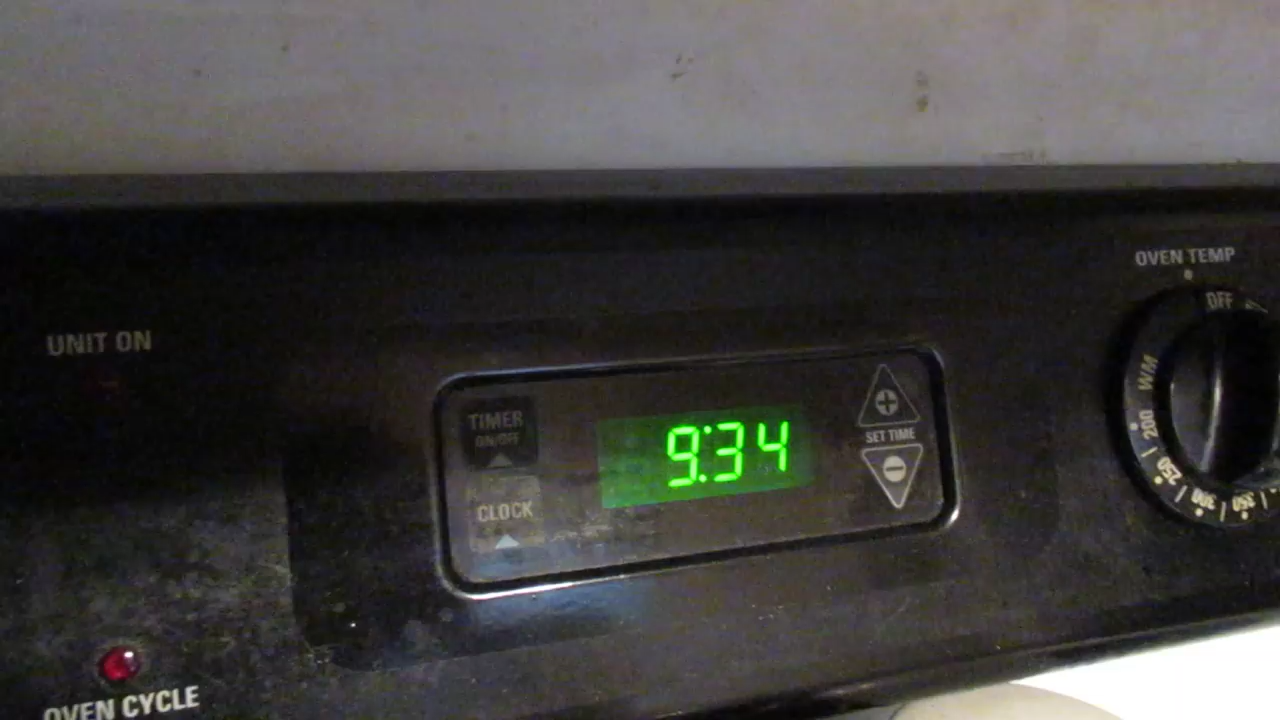 OVEN TEMP
OFF
WM
200
250
300
350
UNIT ON
TIMER
ON/OFF
9:34
SET TIME
CLOCK
OVEN CYCLE